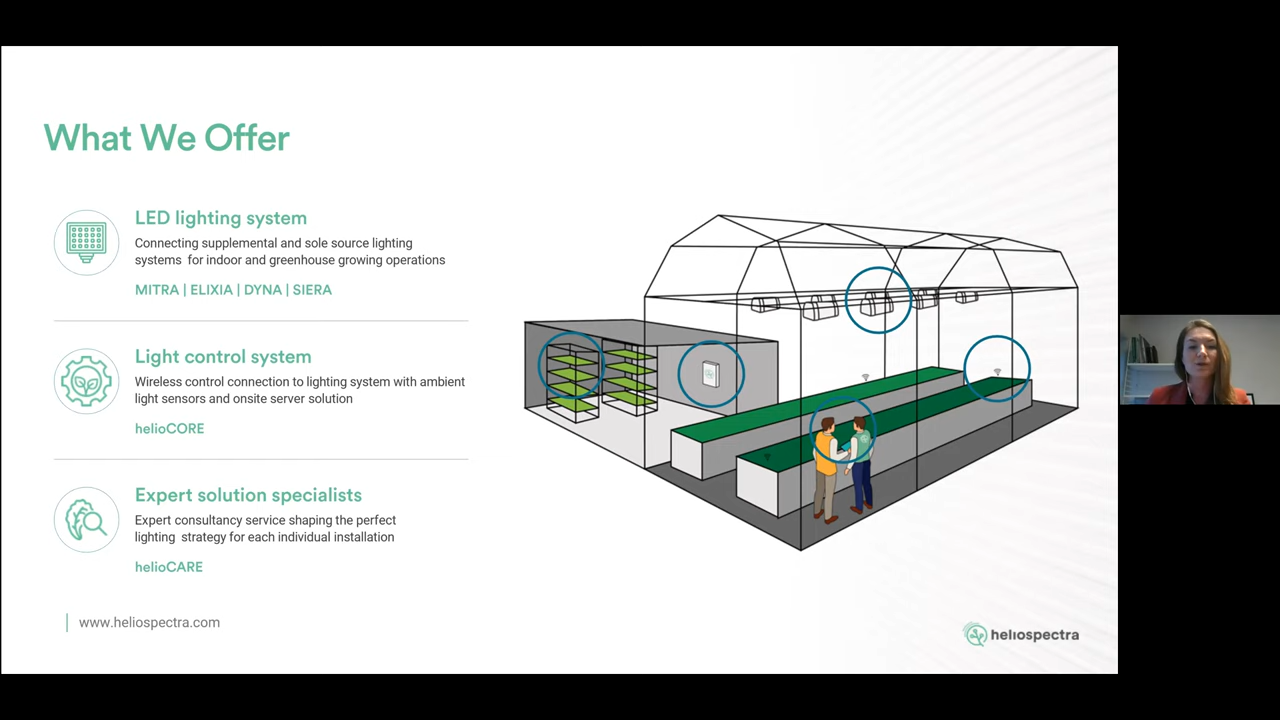 What We Offer
LED lighting system
Connecting supplemental and sole source lighting
systems for indoor and greenhouse growing operations
MITRA | ELIXIA | DYNA | SIERA
Light control system
Wireless control connection to lighting system with ambient
light sensors and onsite server solution
helioCORE
Expert solution specialists
Expert consultancy service shaping the perfect
lighting strategy for each individual installation
helioCARE
www.heliospectra.com
heliospectra